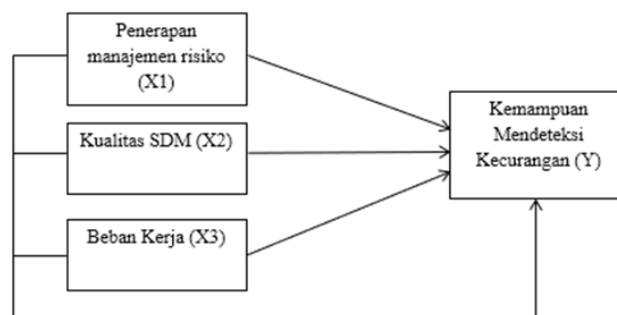 Penerapan
manajemen risiko
(X1)
Kualitas SDM (X2)
Beban Kerja (X3)
Kemampuan
Mendeteksi
Kecurangan (Y)